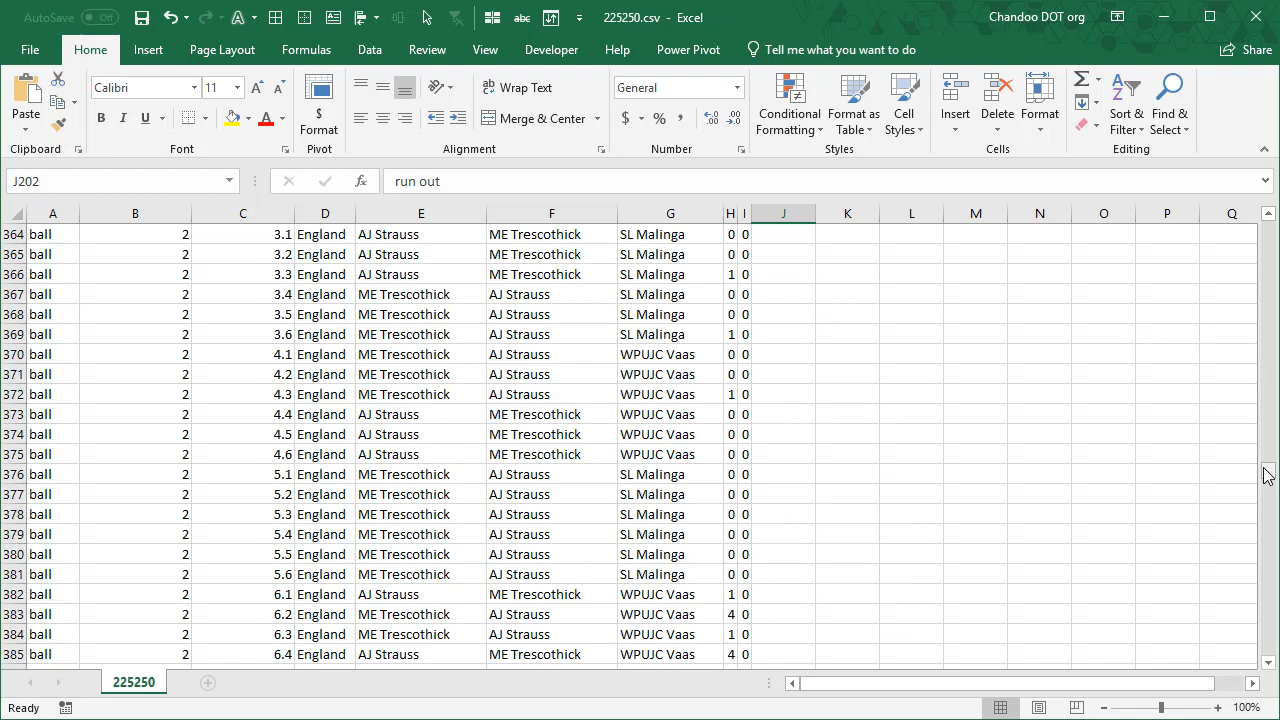 AutoSave Off 225250.csv - Excel Chandoo DOT org
File Home Insert Page Layout Formulas Data Review View Developer Help Power Pivot Tell me what you want to do Share
Paste Calibri 11 $ Format Pivot Wrap Text Merge & Center General Conditional Formatting Format as Table Cell Styles Insert Delete Format Sort & Filter Find & Select
Clipboard Font Alignment Number Styles Cells Editing
J202 fx run out
A B C D E F G H I J K L M N O P Q
364 ball 2 3.1 England AJ Strauss ME Trescothick SL Malinga 0 0
365 ball 2 3.2 England AJ Strauss ME Trescothick SL Malinga 0 0
366 ball 2 3.3 England AJ Strauss ME Trescothick SL Malinga 1 0
367 ball 2 3.4 England ME Trescothick AJ Strauss SL Malinga 0 0
368 ball 2 3.5 England ME Trescothick AJ Strauss SL Malinga 0 0
369 ball 2 3.6 England ME Trescothick AJ Strauss SL Malinga 1 0
370 ball 2 4.1 England ME Trescothick AJ Strauss WPUJC Vaas 0 0
371 ball 2 4.2 England ME Trescothick AJ Strauss WPUJC Vaas 0 0
372 ball 2 4.3 England ME Trescothick AJ Strauss WPUJC Vaas 1 0
373 ball 2 4.4 England AJ Strauss ME Trescothick WPUJC Vaas 0 0
374 ball 2 4.5 England AJ Strauss ME Trescothick WPUJC Vaas 0 0
375 ball 2 4.6 England AJ Strauss ME Trescothick WPUJC Vaas 0 0
376 ball 2 5.1 England ME Trescothick AJ Strauss SL Malinga 0 0
377 ball 2 5.2 England ME Trescothick AJ Strauss SL Malinga 0 0
378 ball 2 5.3 England ME Trescothick AJ Strauss SL Malinga 0 0
379 ball 2 5.4 England ME Trescothick AJ Strauss SL Malinga 0 0
380 ball 2 5.5 England ME Trescothick AJ Strauss SL Malinga 0 0
381 ball 2 5.6 England ME Trescothick AJ Strauss SL Malinga 0 0
382 ball 2 6.1 England AJ Strauss ME Trescothick WPUJC Vaas 1 0
383 ball 2 6.2 England ME Trescothick AJ Strauss WPUJC Vaas 4 0
384 ball 2 6.3 England ME Trescothick AJ Strauss WPUJC Vaas 1 0
385 ball 2 6.4 England AJ Strauss ME Trescothick WPUJC Vaas 4 0
225250
Ready 100%